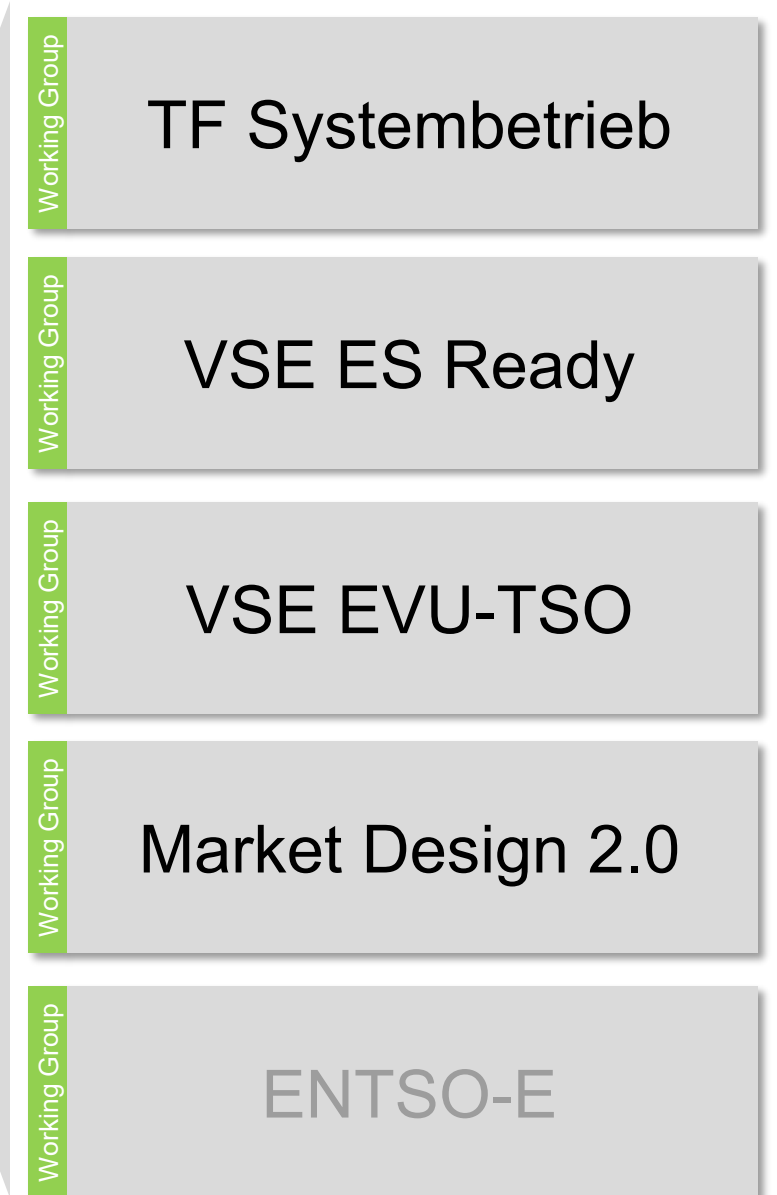 Working Group
TF Systembetrieb
Working Group
VSE ES Ready
Working Group
VSE EVU-TSO
Working Group
Market Design 2.0
Working Group
ENTSO-E